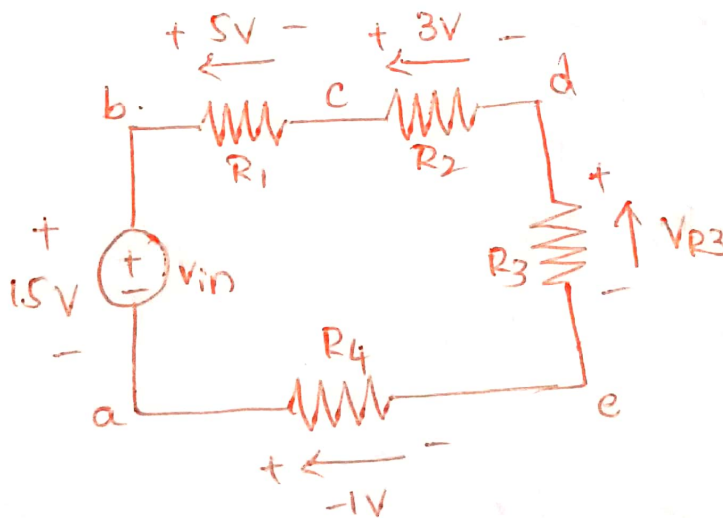 + 5V - + 3V -
b c d
R1 R2
+ +
1.5V + - Vin R3 VR3
- -
R4
a e
+ -
-1V